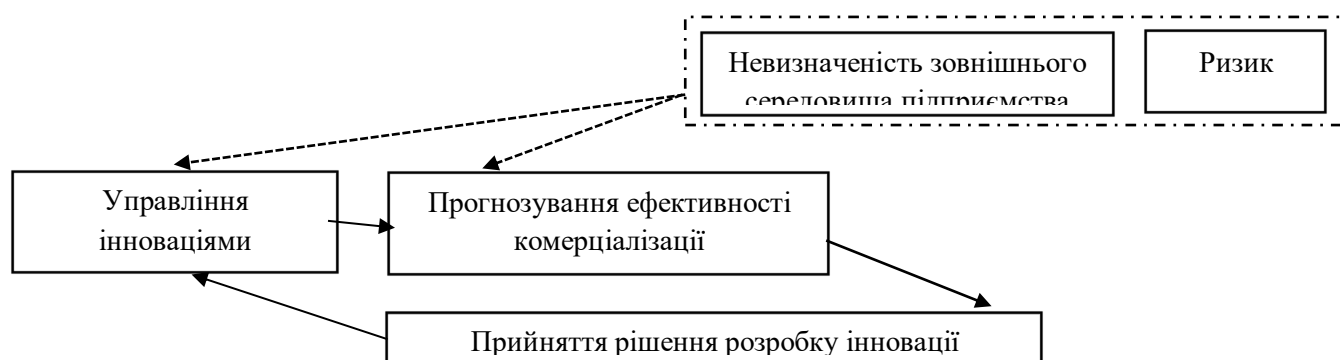 Невизначеність зовнішнього
середовища підприємства
Ризик
Управління
інноваціями
Прогнозування ефективності
комерціалізації
Прийняття рішення розробку інновації